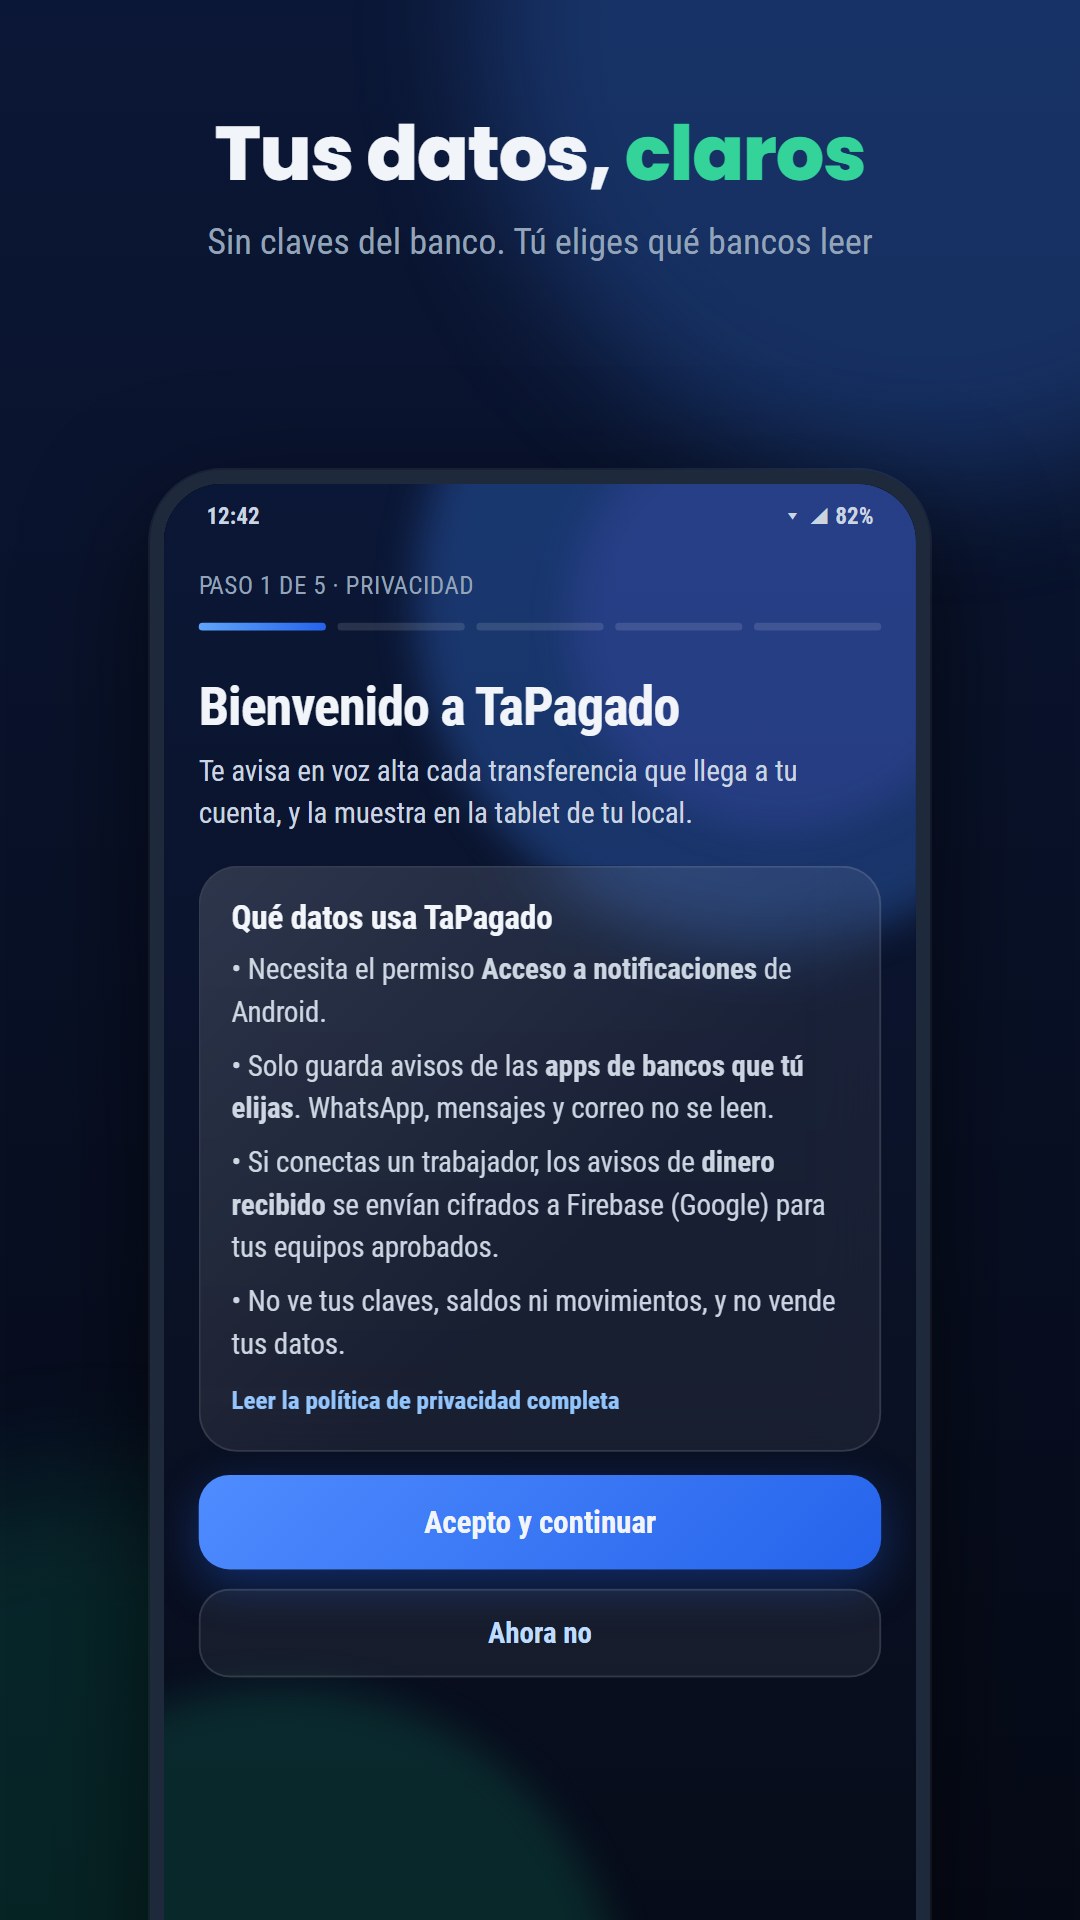 Tus datos, claros
Sin claves del banco. Tú eliges qué bancos leer
12:42
82%
PASO 1 DE 5 · PRIVACIDAD
Bienvenido a TaPagado
Te avisa en voz alta cada transferencia que llega a tu
cuenta, y la muestra en la tablet de tu local.
Qué datos usa TaPagado
• Necesita el permiso Acceso a notificaciones de
Android.
• Solo guarda avisos de las apps de bancos que tú
elijas. WhatsApp, mensajes y correo no se leen.
• Si conectas un trabajador, los avisos de dinero
recibido se envían cifrados a Firebase (Google) para
tus equipos aprobados.
• No ve tus claves, saldos ni movimientos, y no vende
tus datos.
Leer la política de privacidad completa
Acepto y continuar
Ahora no